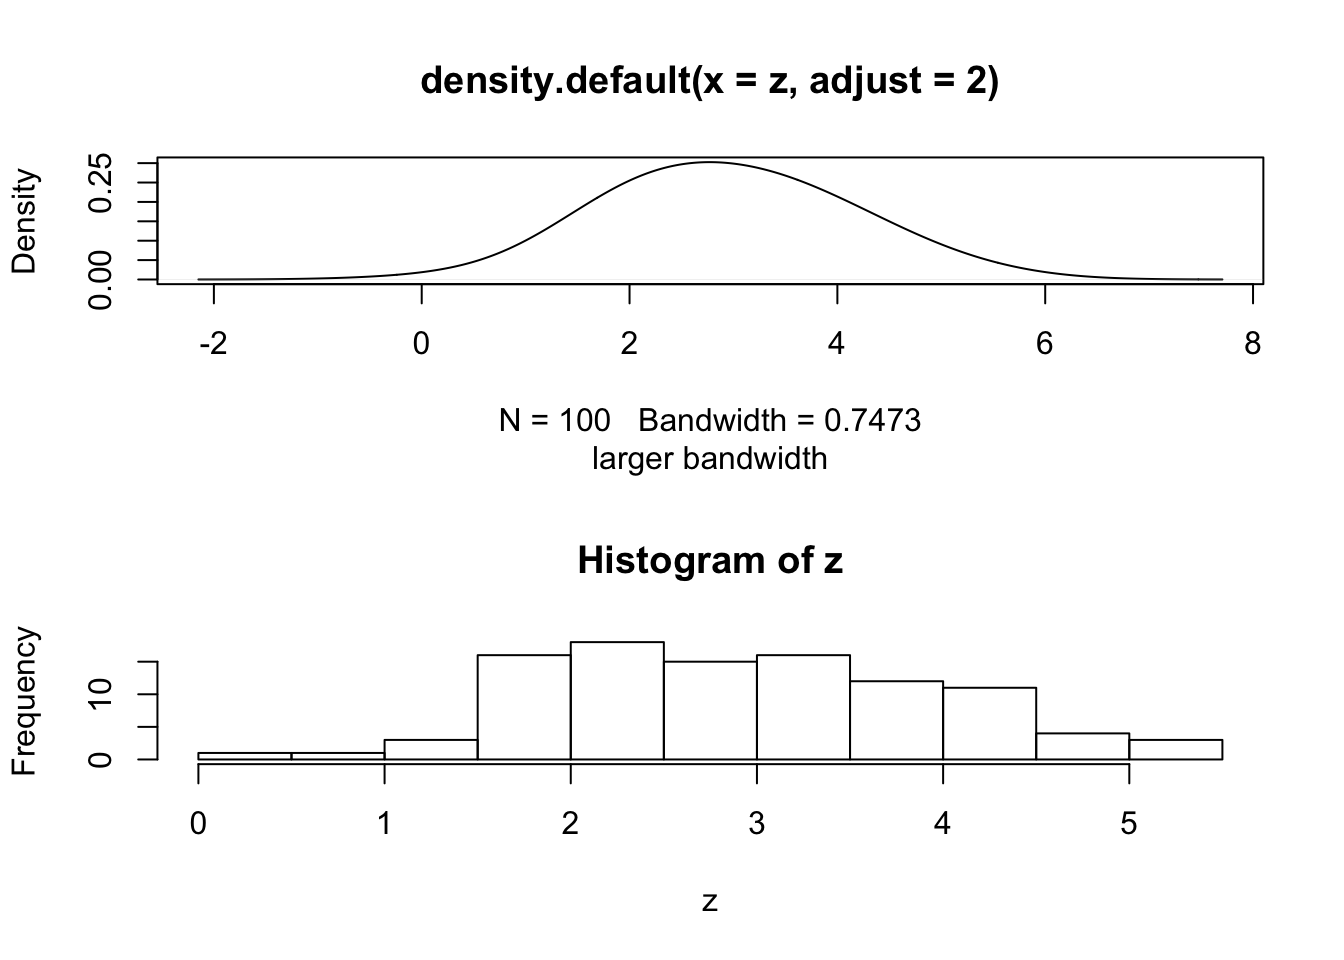 density.default(x = z, adjust = 2)
Density
0.25
0.00
-2 0 2 4 6 8
N = 100 Bandwidth = 0.7473
larger bandwidth
Histogram of z
Frequency
10
0
0 1 2 3 4 5
z